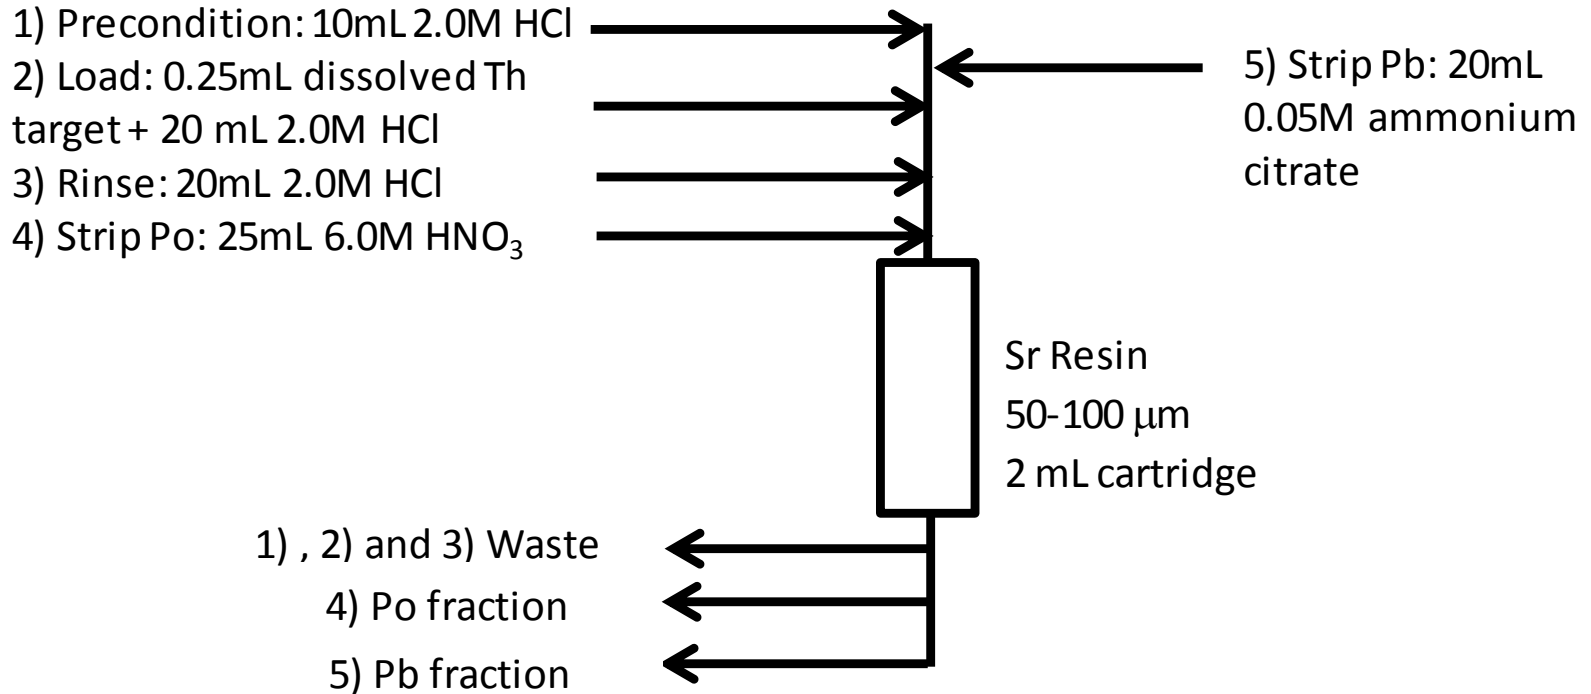 1) Precondition: 10mL 2.0M HCl
2) Load: 0.25mL dissolved Th
target + 20 mL 2.0M HCl
3) Rinse: 20mL 2.0M HCl
4) Strip Po: 25mL 6.0M HNO₃
5) Strip Pb: 20mL
0.05M ammonium
citrate
Sr Resin
50-100 μm
2 mL cartridge
1) , 2) and 3) Waste
4) Po fraction
5) Pb fraction